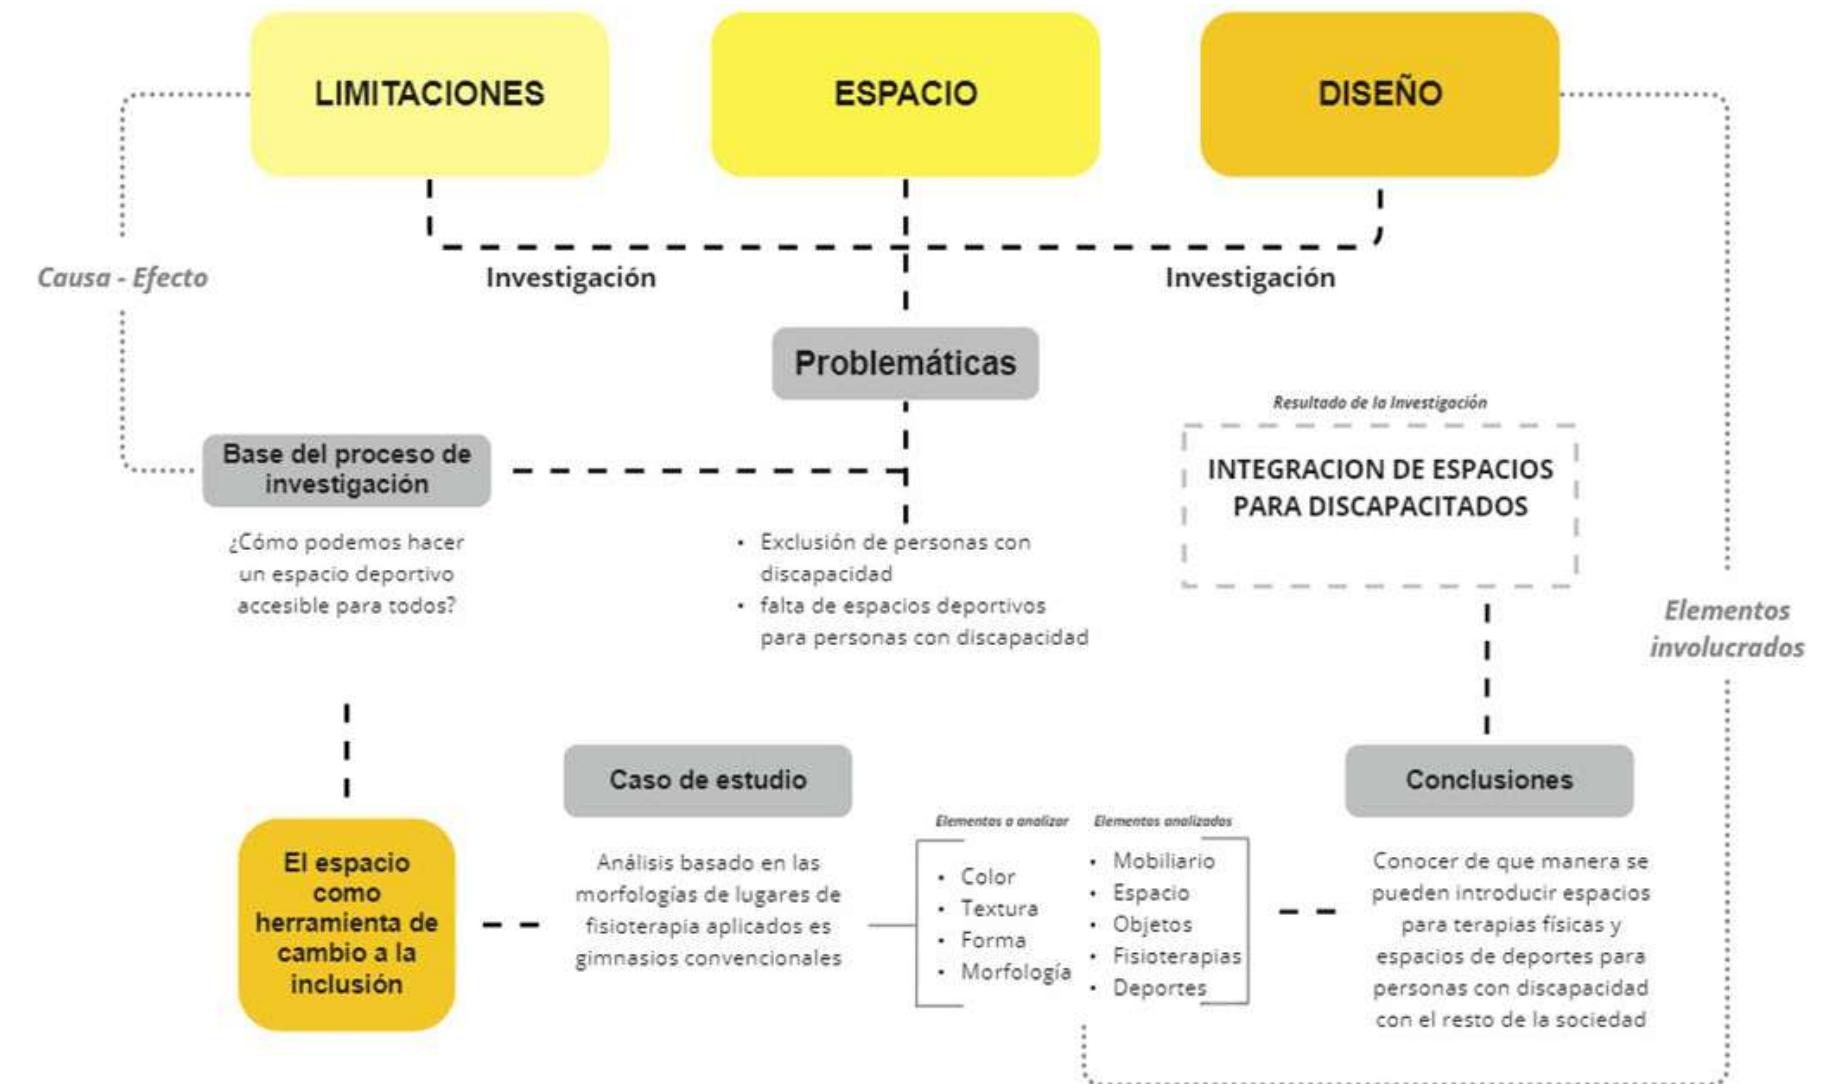 LIMITACIONES
ESPACIO
DISEÑO
Causa - Efecto
Investigación
Investigación
Problemáticas
Resultado de la Investigación
INTEGRACION DE ESPACIOS
PARA DISCAPACITADOS
Base del proceso de
investigación
¿Cómo podemos hacer
un espacio deportivo
accesible para todos?
• Exclusión de personas con
discapacidad
• falta de espacios deportivos
para personas con discapacidad
Elementos
involucrados
El espacio
como
herramienta de
cambio a la
inclusión
Caso de estudio
Análisis basado en las
morfologías de lugares de
fisioterapia aplicados es
gimnasios convencionales
Elementos a analizar
• Color
• Textura
• Forma
• Morfología
Elementos analizados
• Mobiliario
• Espacio
• Objetos
• Fisioterapias
• Deportes
Conclusiones
Conocer de que manera se
pueden introducir espacios
para terapias físicas y
espacios de deportes para
personas con discapacidad
con el resto de la sociedad